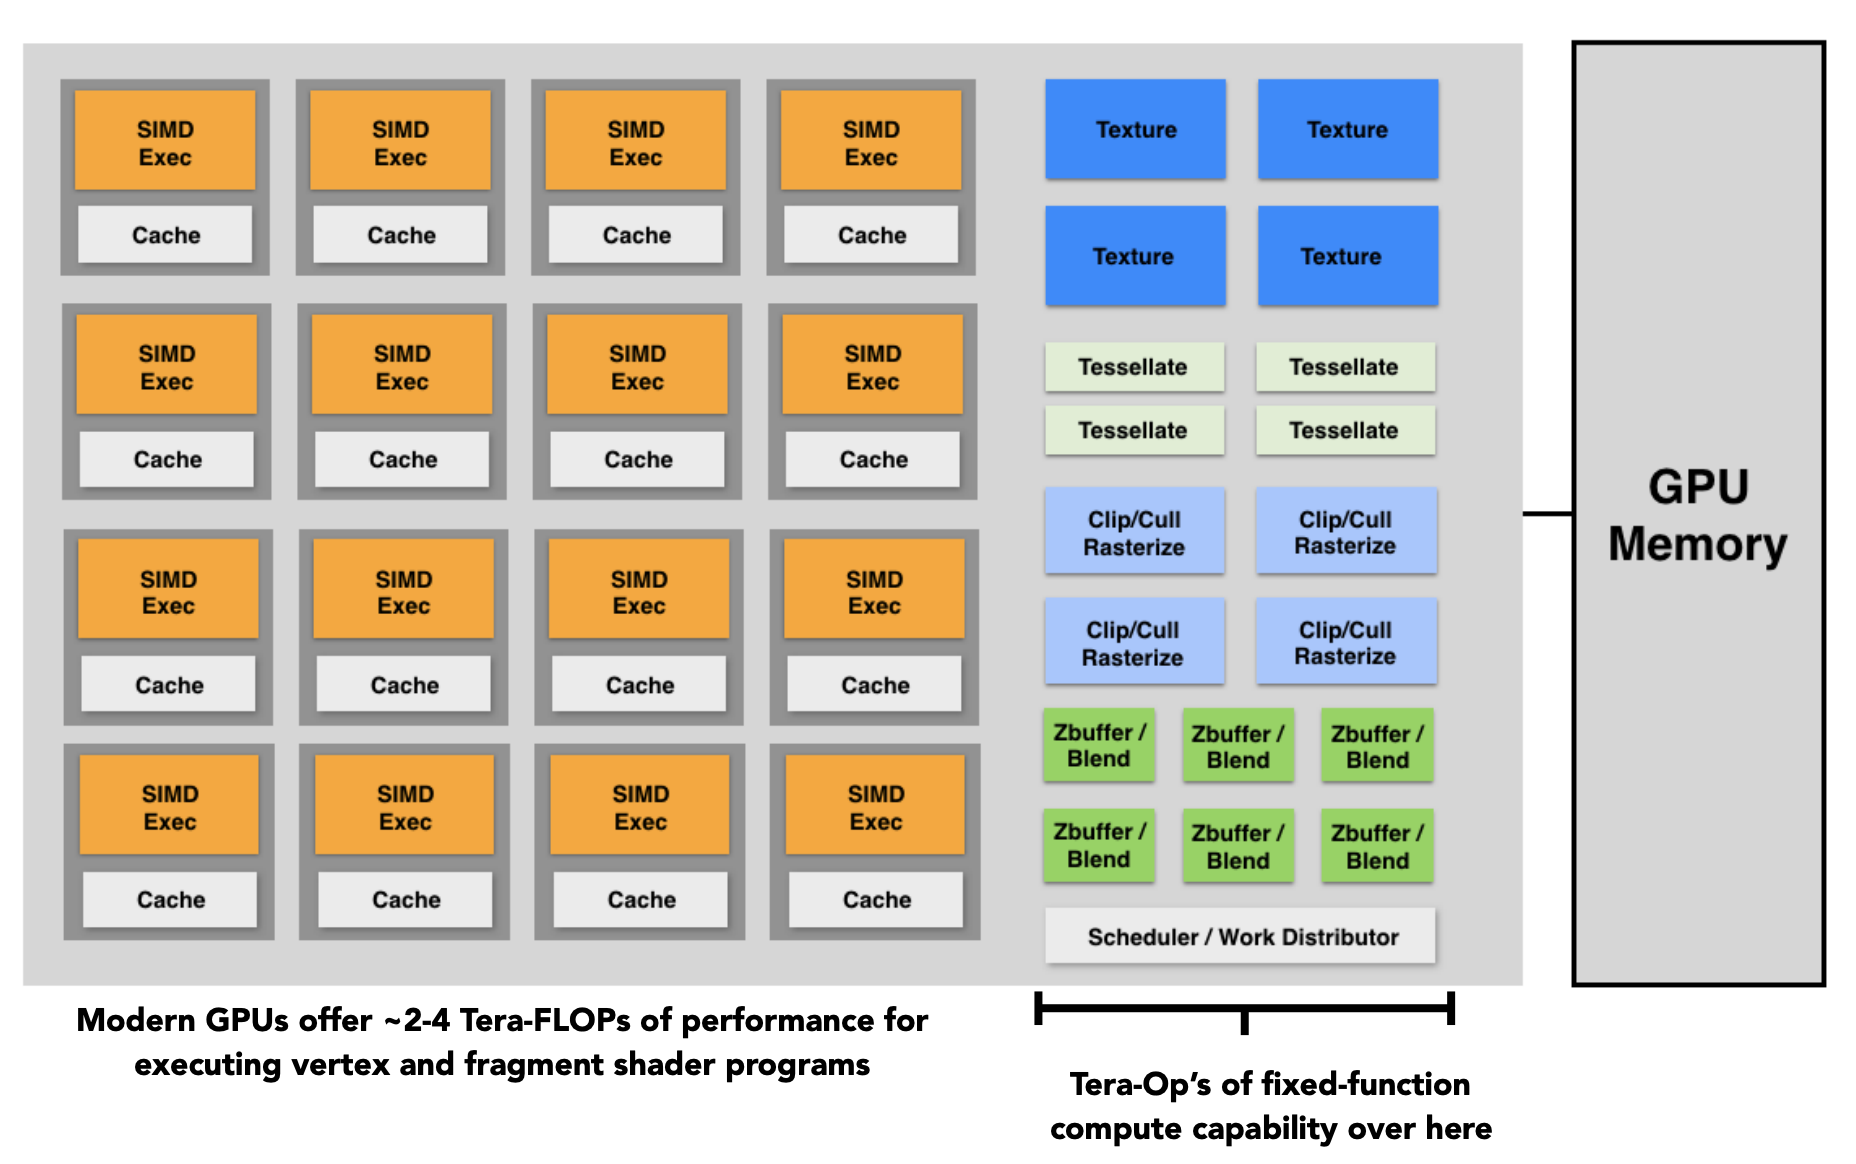 SIMD
Exec
SIMD
Exec
SIMD
Exec
SIMD
Exec
Cache
Cache
Cache
Cache
SIMD
Exec
SIMD
Exec
SIMD
Exec
SIMD
Exec
Cache
Cache
Cache
Cache
SIMD
Exec
SIMD
Exec
SIMD
Exec
SIMD
Exec
Cache
Cache
Cache
Cache
SIMD
Exec
SIMD
Exec
SIMD
Exec
SIMD
Exec
Cache
Cache
Cache
Cache
Texture
Texture
Texture
Texture
Tessellate
Tessellate
Tessellate
Tessellate
Clip/Cull
Rasterize
Clip/Cull
Rasterize
Clip/Cull
Rasterize
Clip/Cull
Rasterize
Zbuffer /
Blend
Zbuffer /
Blend
Zbuffer /
Blend
Zbuffer /
Blend
Zbuffer /
Blend
Zbuffer /
Blend
Scheduler / Work Distributor
GPU
Memory
Modern GPUs offer ~2-4 Tera-FLOPs of performance for
executing vertex and fragment shader programs
Tera-Op’s of fixed-function
compute capability over here